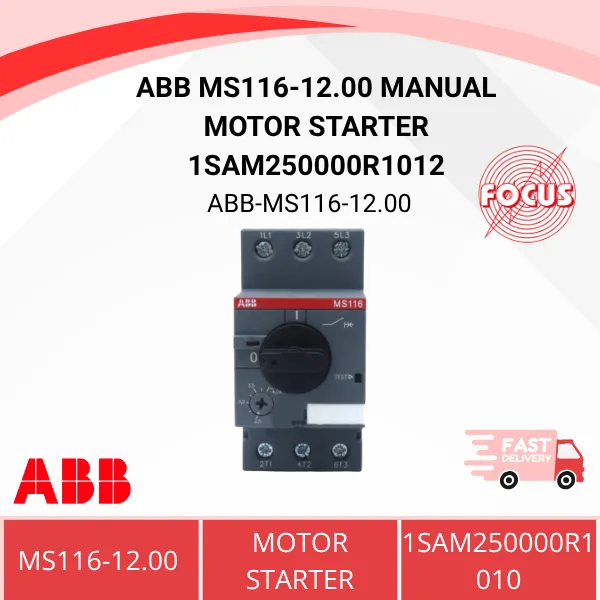 ABB MS116-12.00 MANUAL
MOTOR STARTER
1SAM250000R1012
ABB-MS116-12.00
FOCUS
1L1 3L2 5L3
ABB MS116
I
0
TEST
2T1 4T2 6T3
FAST
DELIVERY
ABB
MS116-12.00
MOTOR
STARTER
1SAM250000R1
010